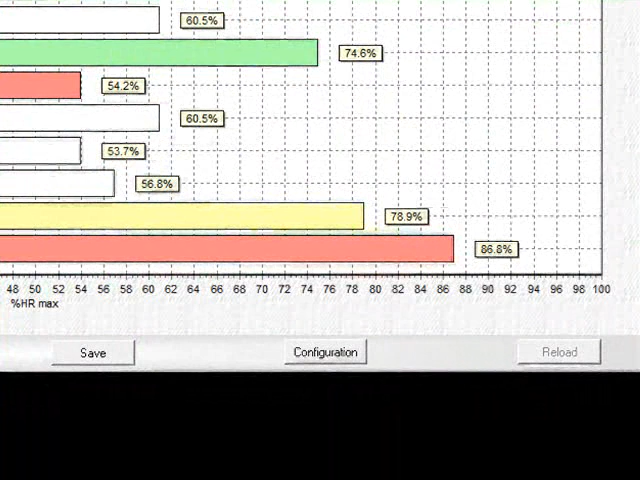 60.5%
74.6%
54.2%
60.5%
53.7%
56.8%
78.9%
86.8%
48 50 52 54 56 58 60 62 64 66 68 70 72 74 76 78 80 82 84 86 88 90 92 94 96 98 100
%HR max
Save Configuration Reload